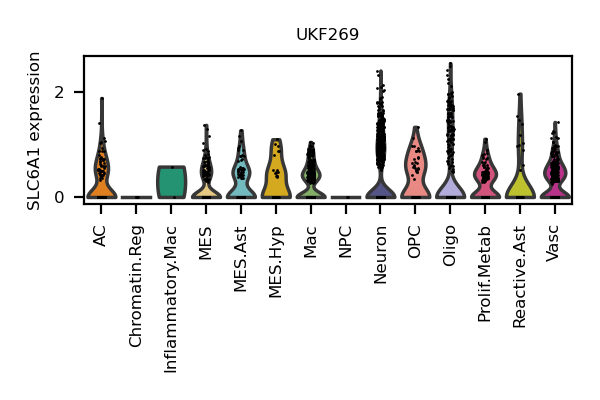 UKF269
SLC6A1 expression
2
0
AC
Chromatin.Reg
Inflammatory.Mac
MES
MES.Ast
MES.Hyp
Mac
NPC
Neuron
OPC
Oligo
Prolif.Metab
Reactive.Ast
Vasc